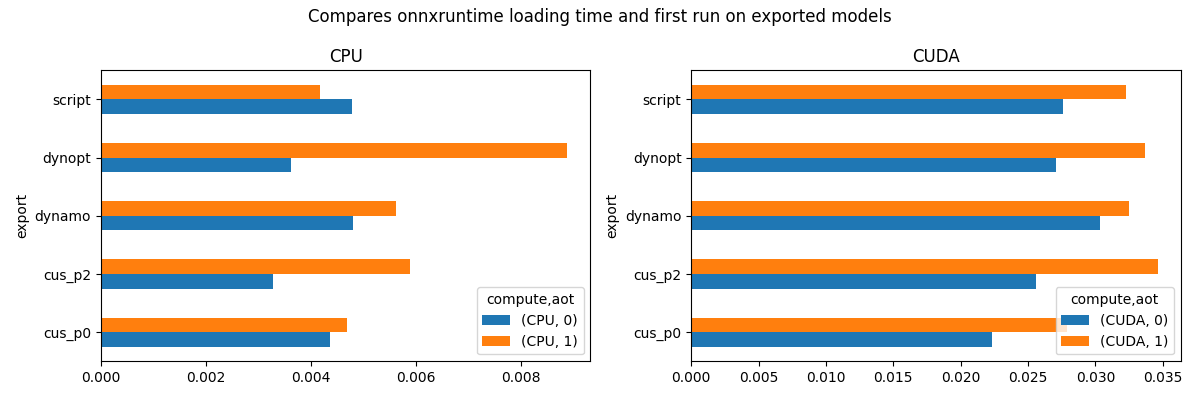 Compares onnxruntime loading time and first run on exported models
CPU
export
script
dynopt
dynamo
cus_p2
cus_p0
0.000 0.002 0.004 0.006 0.008
compute,aot
(CPU, 0)
(CPU, 1)
CUDA
export
script
dynopt
dynamo
cus_p2
cus_p0
0.000 0.005 0.010 0.015 0.020 0.025 0.030 0.035
compute,aot
(CUDA, 0)
(CUDA, 1)